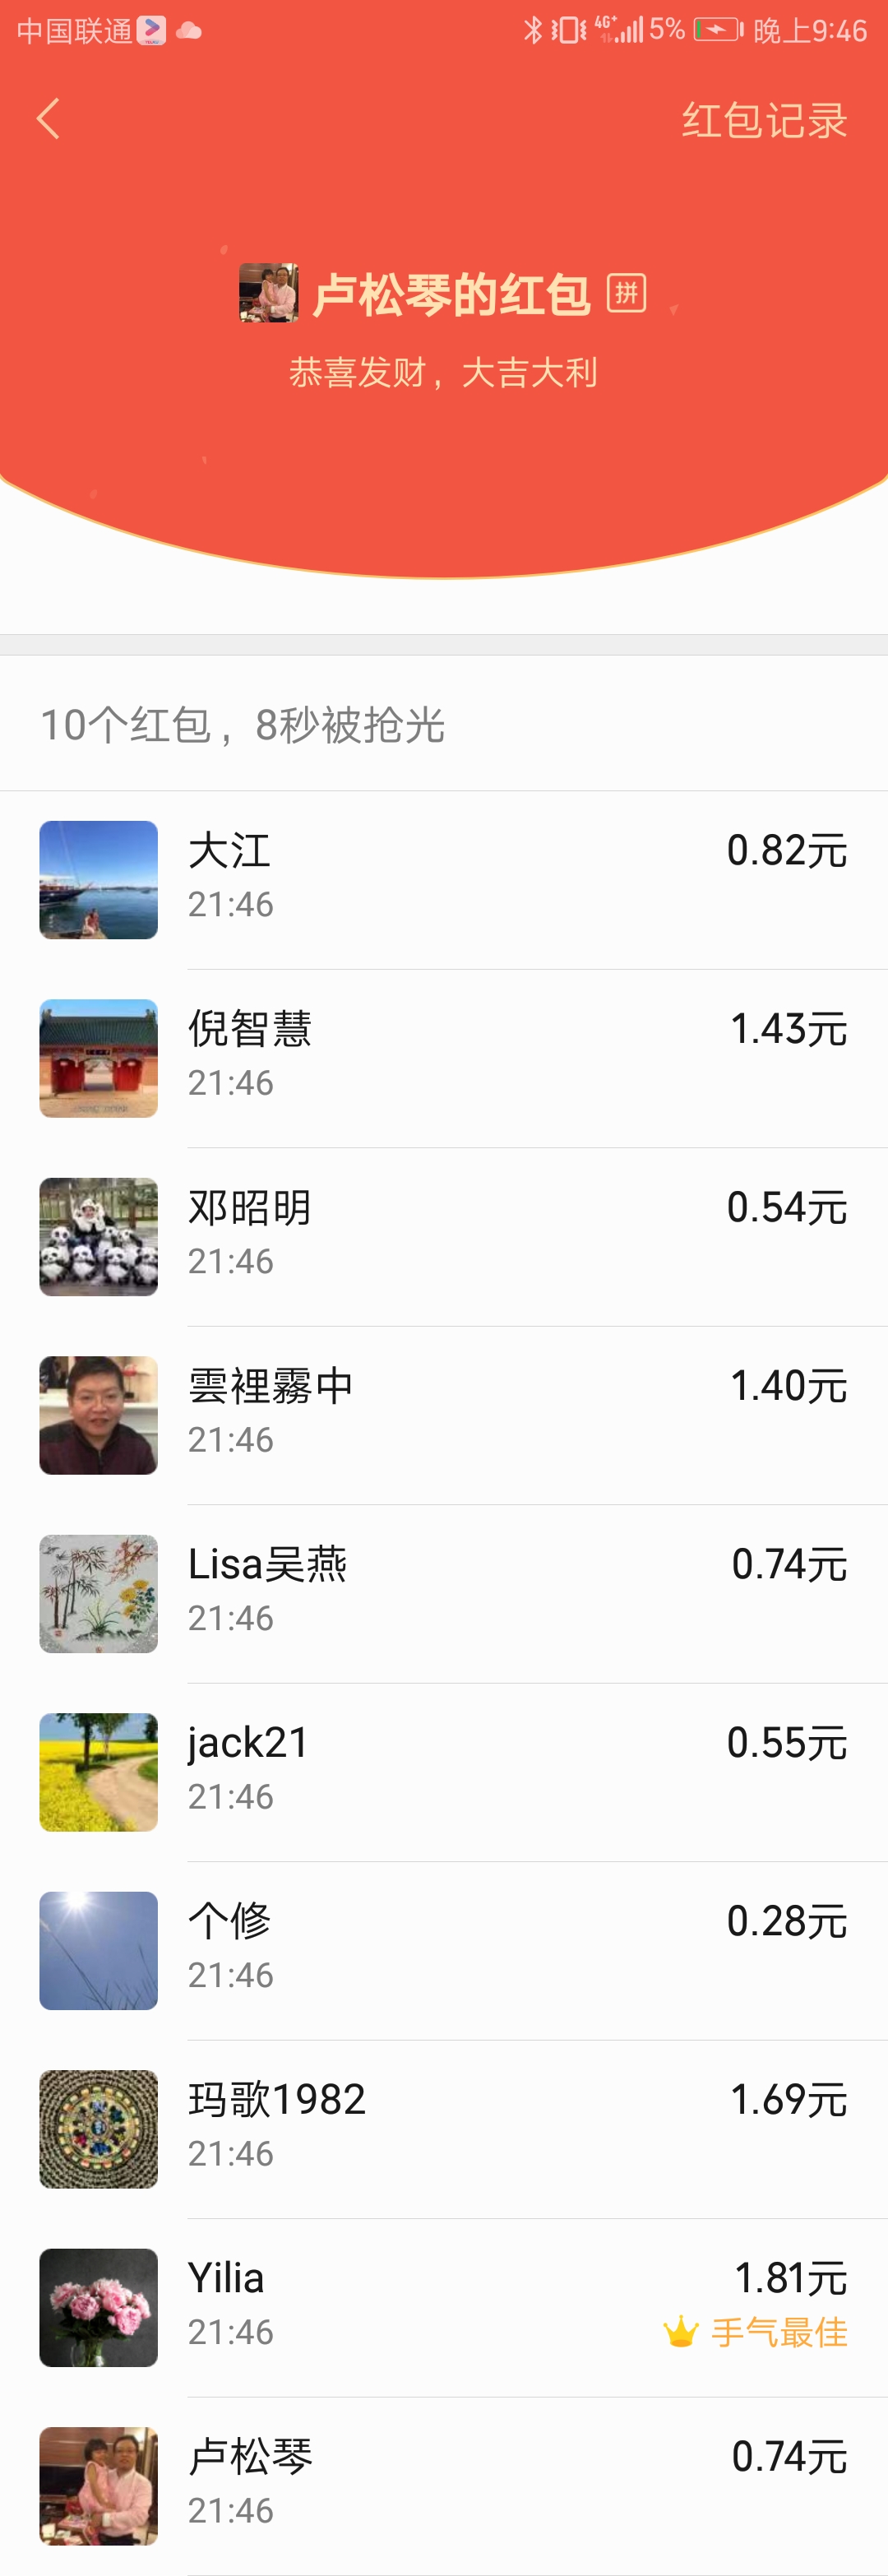 中国联通 4G+ 5% 晚上9:46
红包记录
卢松琴的红包 拼
恭喜发财，大吉大利
10个红包，8秒被抢光
大江 0.82元
21:46
倪智慧 1.43元
21:46
邓昭明 0.54元
21:46
雲裡霧中 1.40元
21:46
Lisa吴燕 0.74元
21:46
jack21 0.55元
21:46
个修 0.28元
21:46
玛歌1982 1.69元
21:46
Yilia 1.81元
21:46 手气最佳
卢松琴 0.74元
21:46